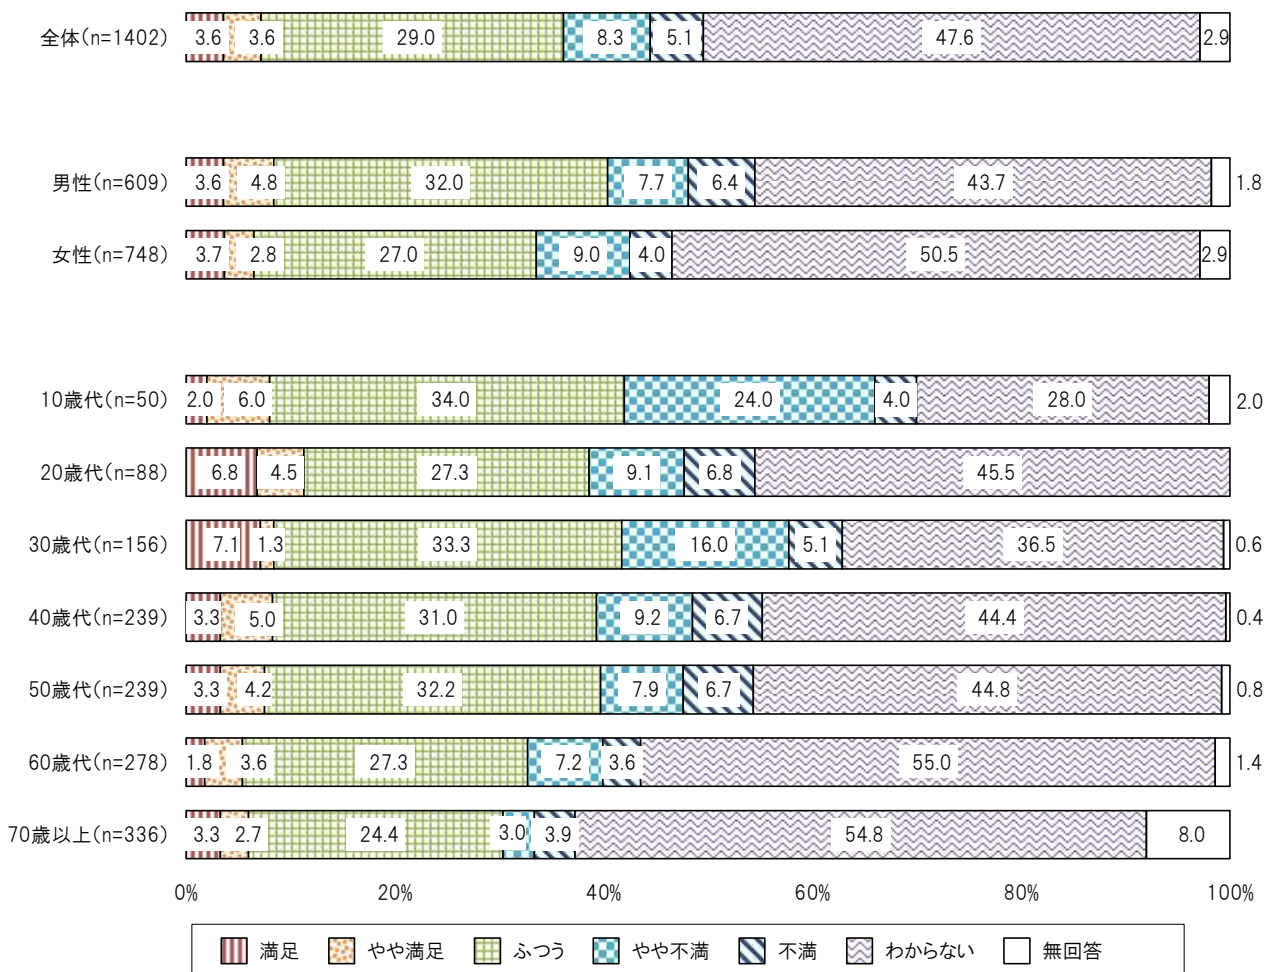 全体(n=1402) 3.6 3.6 29.0 8.3 5.1 47.6 2.9
男性(n=609) 3.6 4.8 32.0 7.7 6.4 43.7 1.8
女性(n=748) 3.7 2.8 27.0 9.0 4.0 50.5 2.9
10歳代(n=50) 2.0 6.0 34.0 24.0 4.0 28.0 2.0
20歳代(n=88) 6.8 4.5 27.3 9.1 6.8 45.5
30歳代(n=156) 7.1 1.3 33.3 16.0 5.1 36.5 0.6
40歳代(n=239) 3.3 5.0 31.0 9.2 6.7 44.4 0.4
50歳代(n=239) 3.3 4.2 32.2 7.9 6.7 44.8 0.8
60歳代(n=278) 1.8 3.6 27.3 7.2 3.6 55.0 1.4
70歳以上(n=336) 3.3 2.7 24.4 3.0 3.9 54.8 8.0
0% 20% 40% 60% 80% 100%
満足 やや満足 ふつう やや不満 不満 わからない 無回答